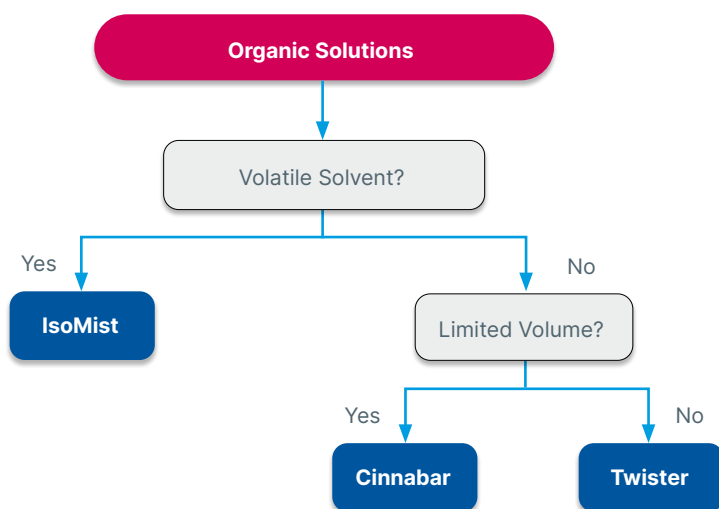 Organic Solutions
Volatile Solvent?
Yes
No
IsoMist
Limited Volume?
Yes
No
Cinnabar
Twister